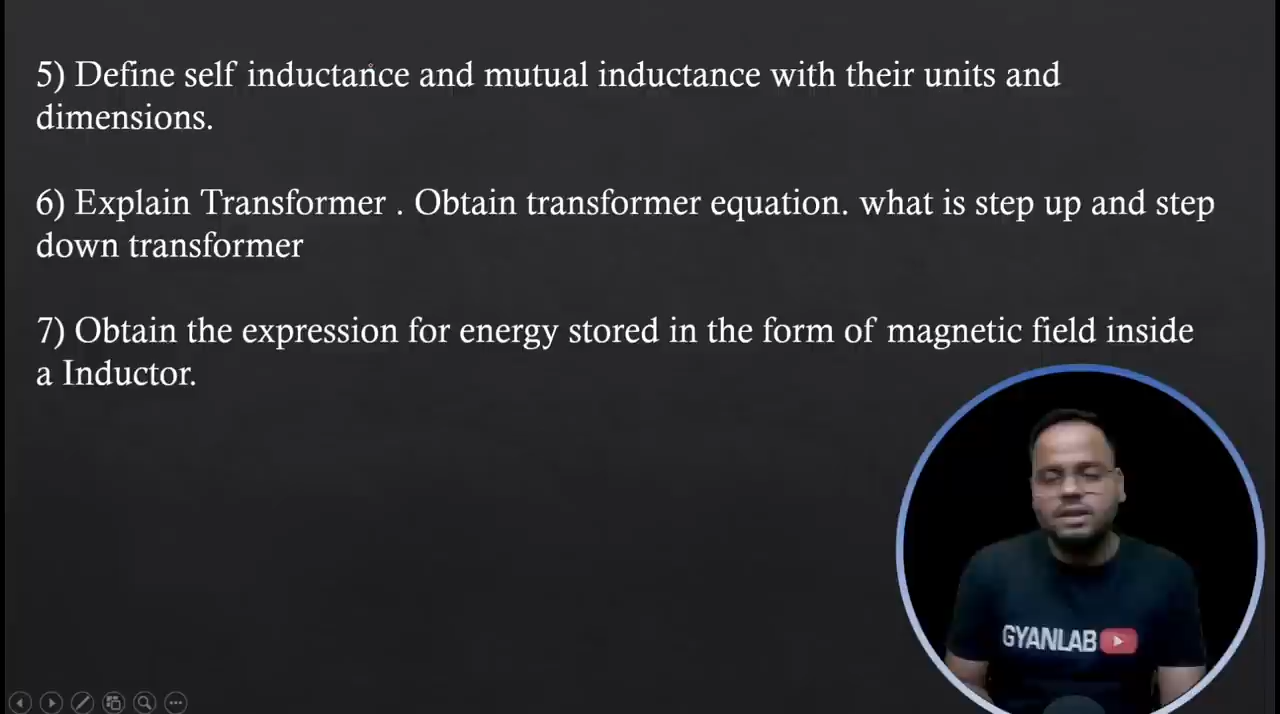 5) Define self inductance and mutual inductance with their units and
dimensions.
6) Explain Transformer . Obtain transformer equation. what is step up and step
down transformer
7) Obtain the expression for energy stored in the form of magnetic field inside
a Inductor.
GYANLAB